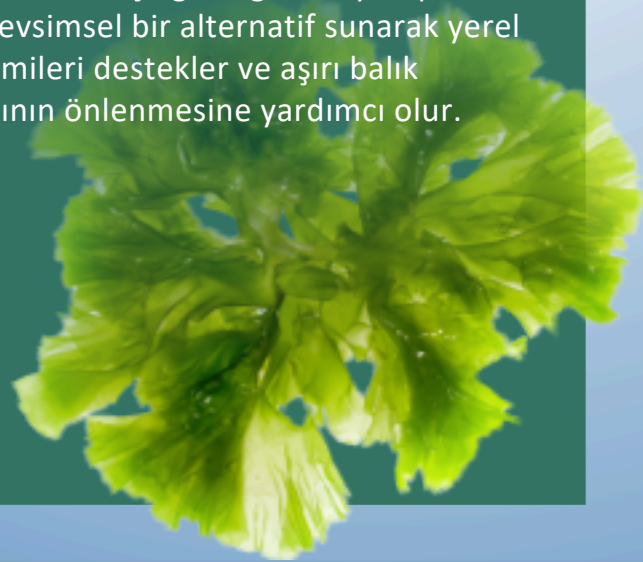 evsimsel bir alternatif sunarak yerel
mileri destekler ve aşırı balık
ının önlenmesine yardımcı olur.